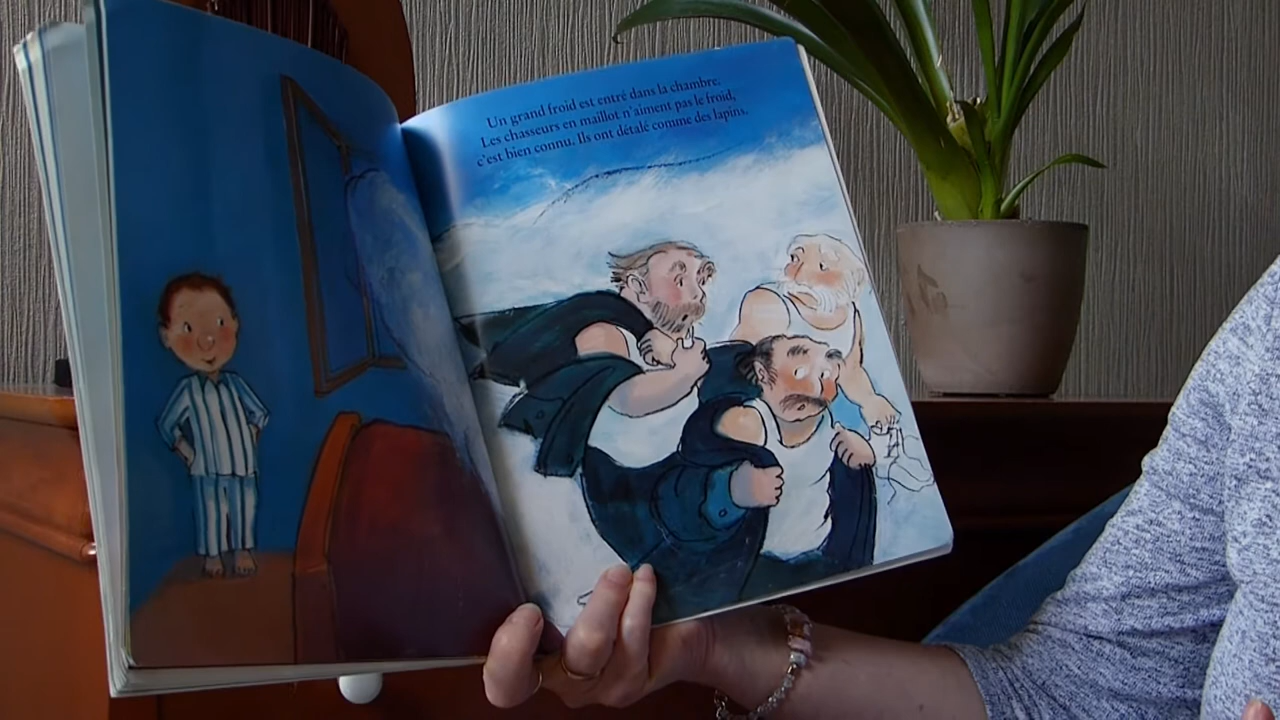 Un grand froid est entré dans la chambre.
Les chasseurs en maillot n'aiment pas le froid,
c'est bien connu. Ils ont détalé comme des lapins.